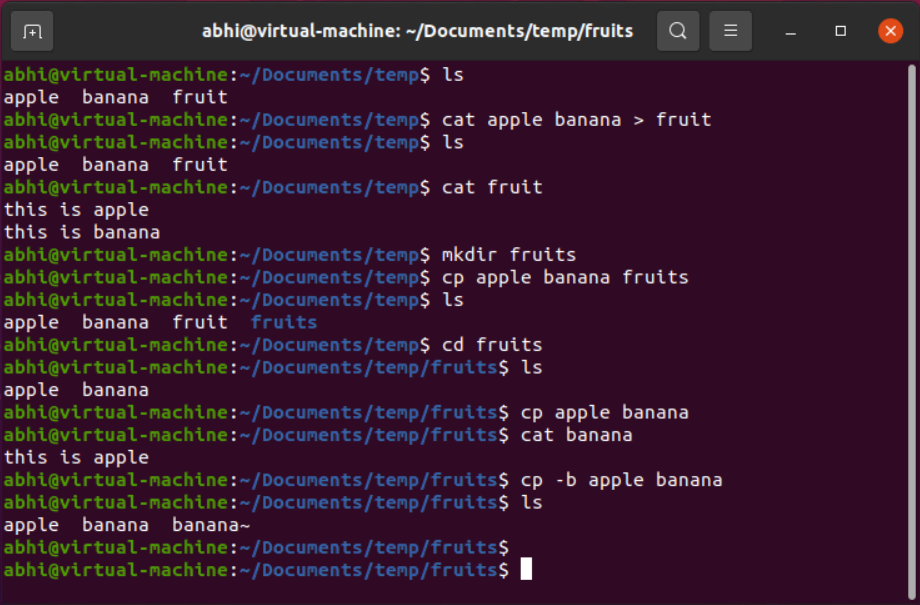 abhi@virtual-machine: ~/Documents/temp/fruits
abhi@virtual-machine:~/Documents/temp$ ls
apple  banana  fruit
abhi@virtual-machine:~/Documents/temp$ cat apple banana > fruit
abhi@virtual-machine:~/Documents/temp$ ls
apple  banana  fruit
abhi@virtual-machine:~/Documents/temp$ cat fruit
this is apple
this is banana
abhi@virtual-machine:~/Documents/temp$ mkdir fruits
abhi@virtual-machine:~/Documents/temp$ cp apple banana fruits
abhi@virtual-machine:~/Documents/temp$ ls
apple  banana  fruit  fruits
abhi@virtual-machine:~/Documents/temp$ cd fruits
abhi@virtual-machine:~/Documents/temp/fruits$ ls
apple  banana
abhi@virtual-machine:~/Documents/temp/fruits$ cp apple banana
abhi@virtual-machine:~/Documents/temp/fruits$ cat banana
this is apple
abhi@virtual-machine:~/Documents/temp/fruits$ cp -b apple banana
abhi@virtual-machine:~/Documents/temp/fruits$ ls
apple  banana  banana~
abhi@virtual-machine:~/Documents/temp/fruits$
abhi@virtual-machine:~/Documents/temp/fruits$